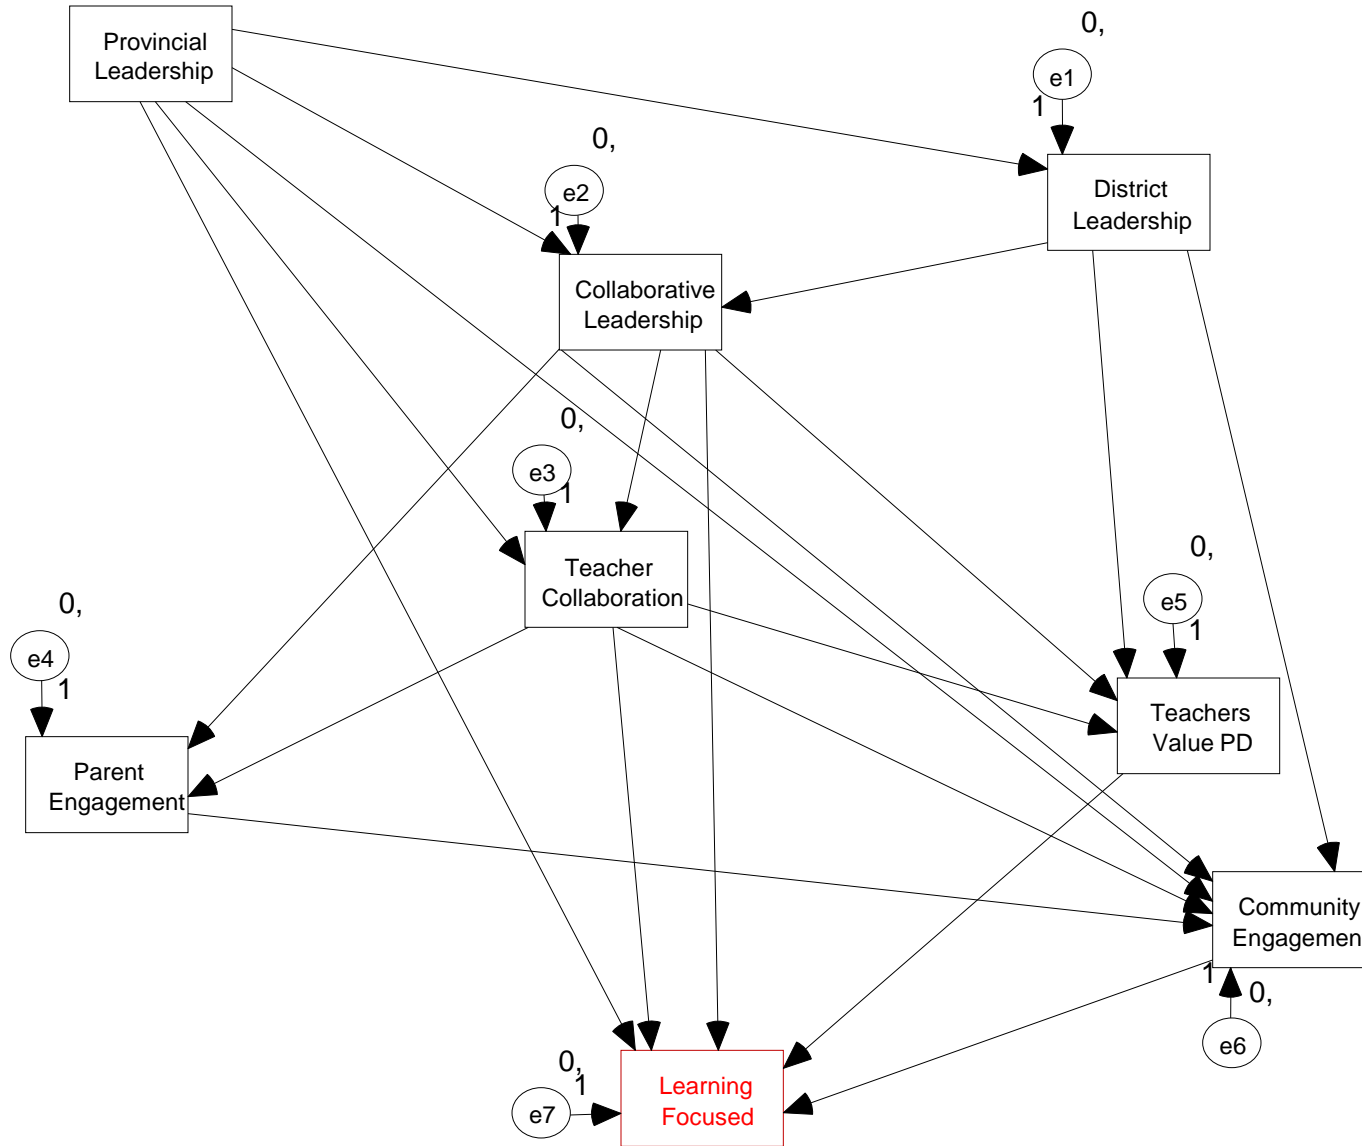 Provincial
Leadership
0,
e1
1
District
Leadership
0,
e2
1
Collaborative
Leadership
0,
e3
1
Teacher
Collaboration
0,
e4
1
Parent
Engagement
0,
e5
1
Teachers
Value PD
Community
Engagemen
1
0,
e6
0,
1
e7
Learning
Focused